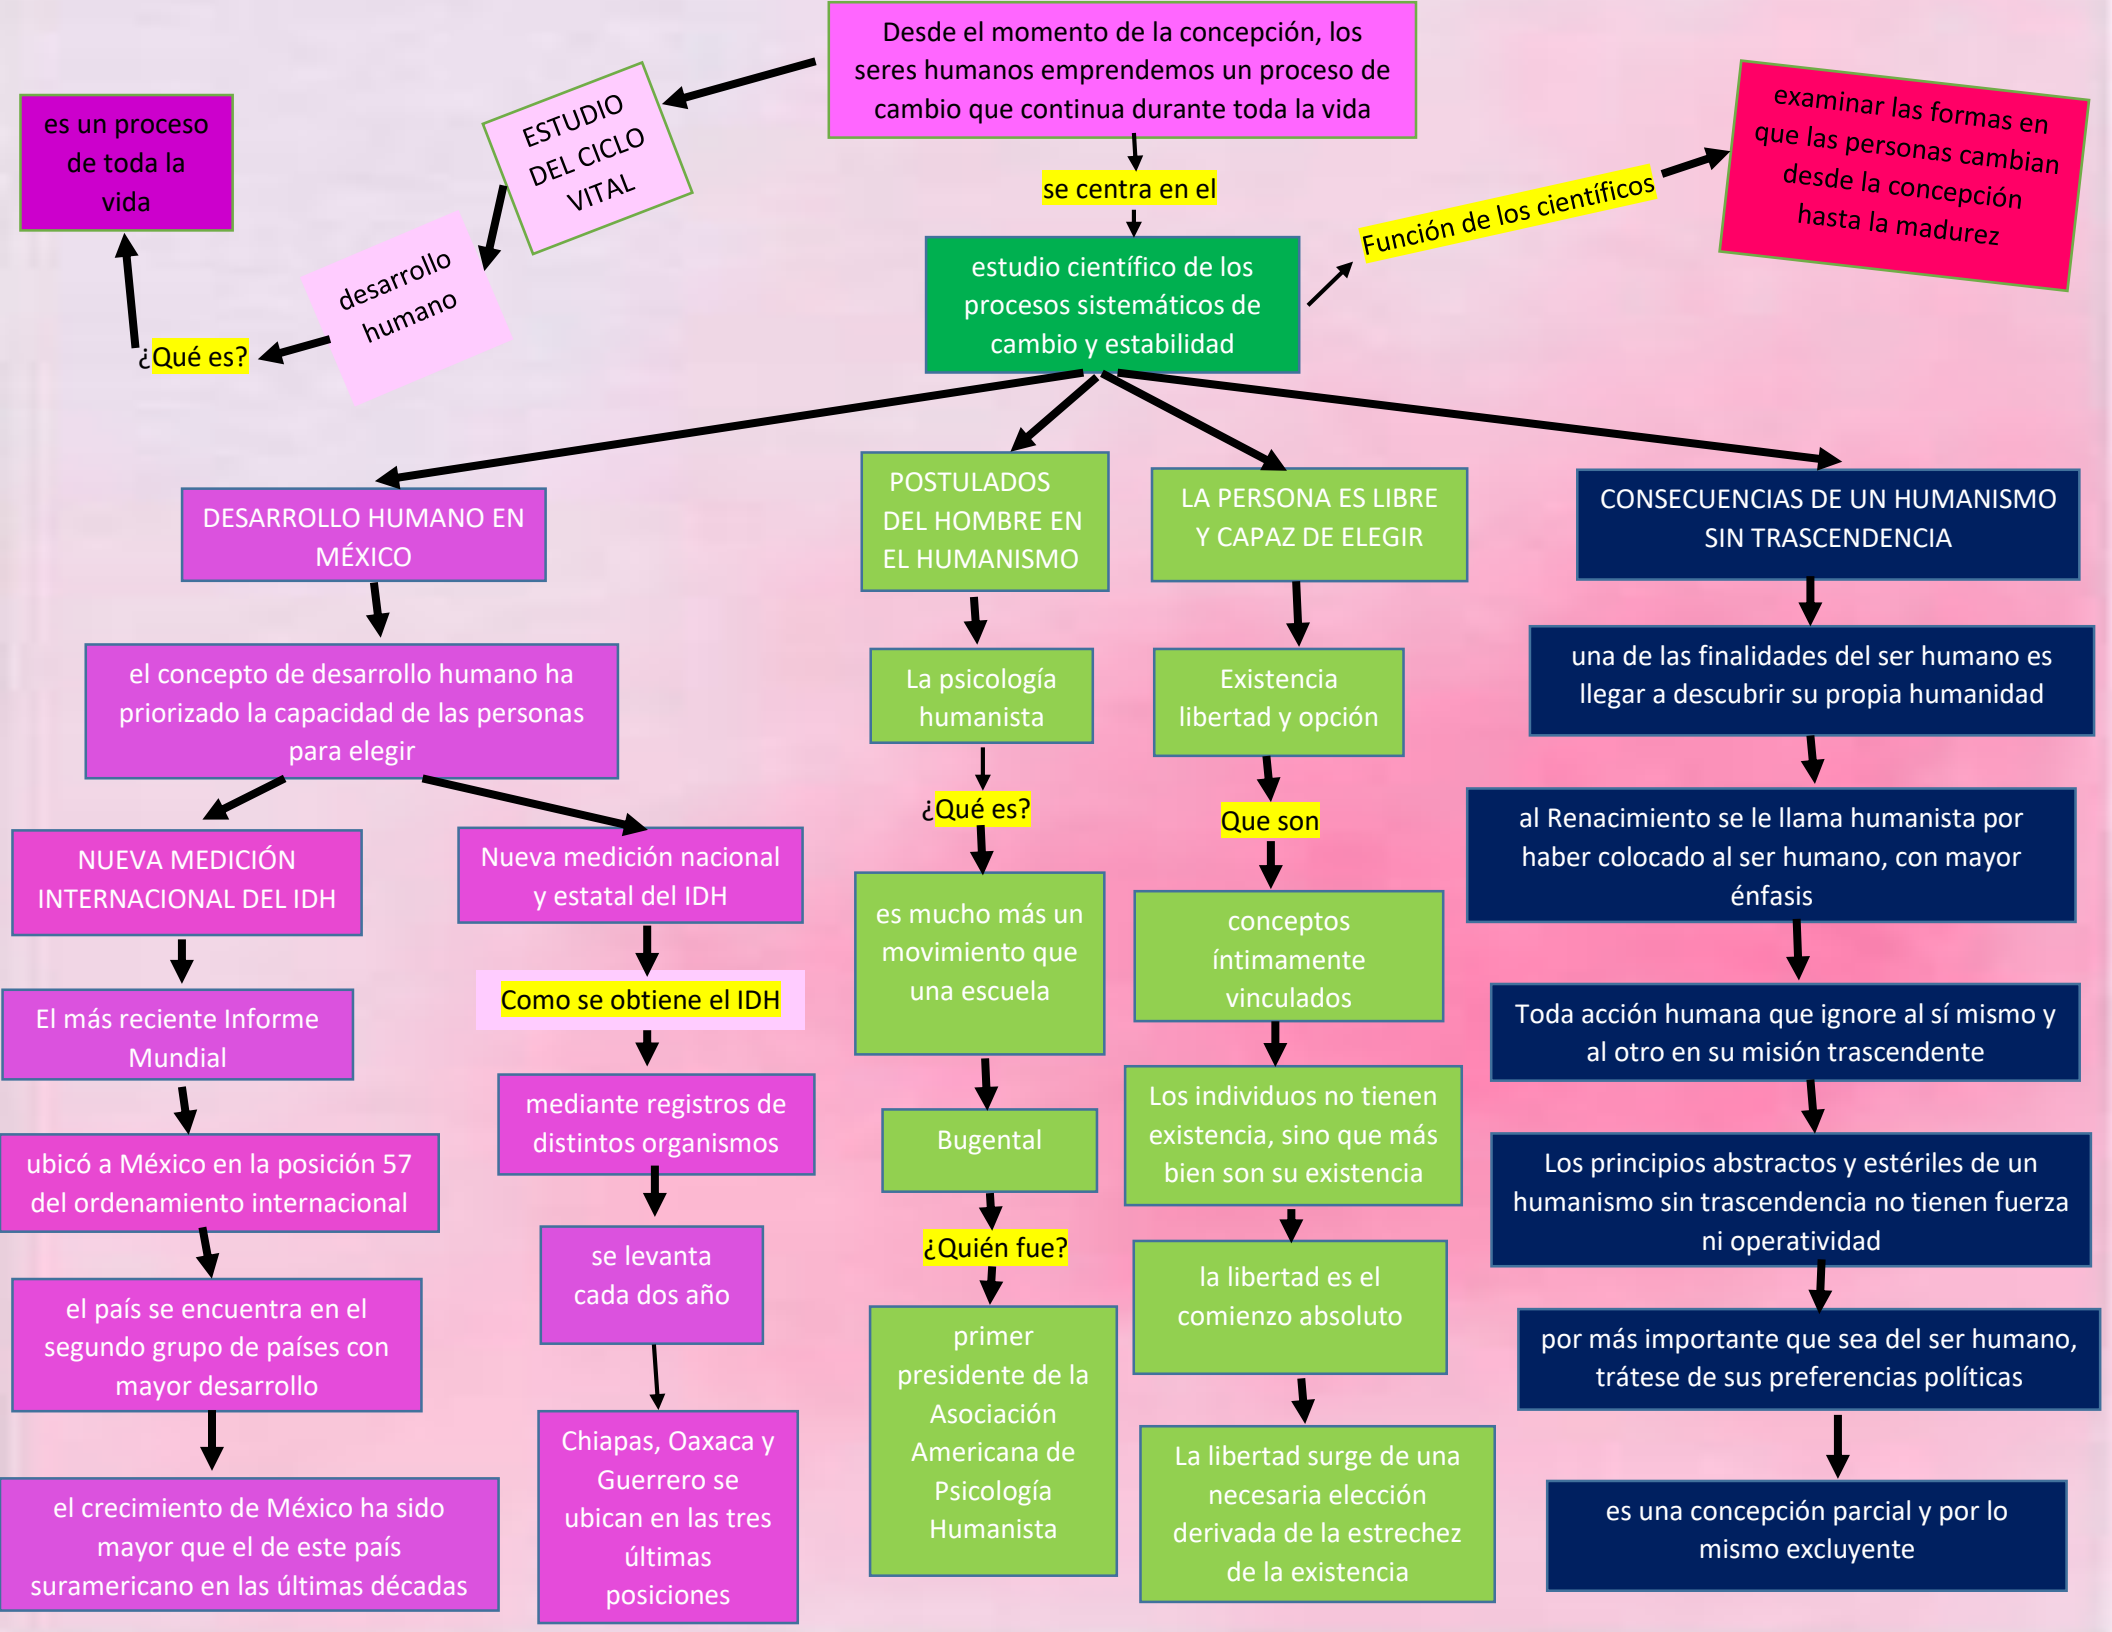 Desde el momento de la concepción, los
seres humanos emprendemos un proceso de
cambio que continua durante toda la vida
ESTUDIO
DEL CICLO
VITAL
desarrollo
humano
¿Qué es?
es un proceso
de toda la
vida
se centra en el
estudio científico de los
procesos sistemáticos de
cambio y estabilidad
Función de los científicos
examinar las formas en
que las personas cambian
desde la concepción
hasta la madurez
DESARROLLO HUMANO EN
MÉXICO
el concepto de desarrollo humano ha
priorizado la capacidad de las personas
para elegir
NUEVA MEDICIÓN
INTERNACIONAL DEL IDH
El más reciente Informe
Mundial
ubicó a México en la posición 57
del ordenamiento internacional
el país se encuentra en el
segundo grupo de países con
mayor desarrollo
el crecimiento de México ha sido
mayor que el de este país
suramericano en las últimas décadas
Nueva medición nacional
y estatal del IDH
Como se obtiene el IDH
mediante registros de
distintos organismos
se levanta
cada dos año
Chiapas, Oaxaca y
Guerrero se
ubican en las tres
últimas
posiciones
POSTULADOS
DEL HOMBRE EN
EL HUMANISMO
La psicología
humanista
¿Qué es?
es mucho más un
movimiento que
una escuela
Bugental
¿Quién fue?
primer
presidente de la
Asociación
Americana de
Psicología
Humanista
LA PERSONA ES LIBRE
Y CAPAZ DE ELEGIR
Existencia
libertad y opción
Que son
conceptos
íntimamente
vinculados
Los individuos no tienen
existencia, sino que más
bien son su existencia
la libertad es el
comienzo absoluto
La libertad surge de una
necesaria elección
derivada de la estrechez
de la existencia
CONSECUENCIAS DE UN HUMANISMO
SIN TRASCENDENCIA
una de las finalidades del ser humano es
llegar a descubrir su propia humanidad
al Renacimiento se le llama humanista por
haber colocado al ser humano, con mayor
énfasis
Toda acción humana que ignore al sí mismo y
al otro en su misión trascendente
Los principios abstractos y estériles de un
humanismo sin trascendencia no tienen fuerza
ni operatividad
por más importante que sea del ser humano,
trátese de sus preferencias políticas
es una concepción parcial y por lo
mismo excluyente